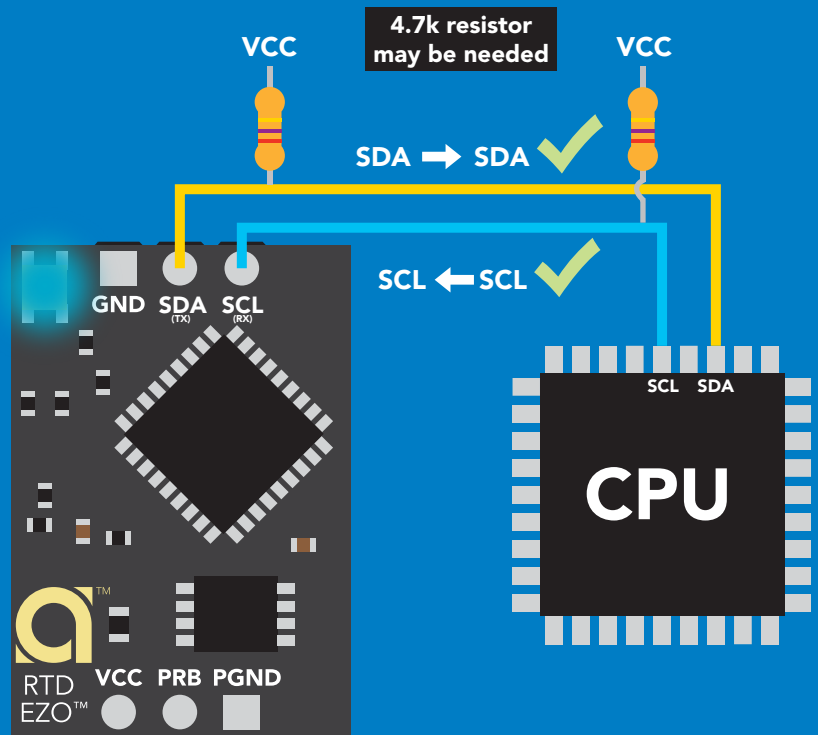 4.7k resistor
may be needed
VCC
VCC
SDA → SDA
SCL ← SCL
GND SDA SCL
(TX) (RX)
SCL SDA
CPU
TM
VCC PRB PGND
RTD
EZO™